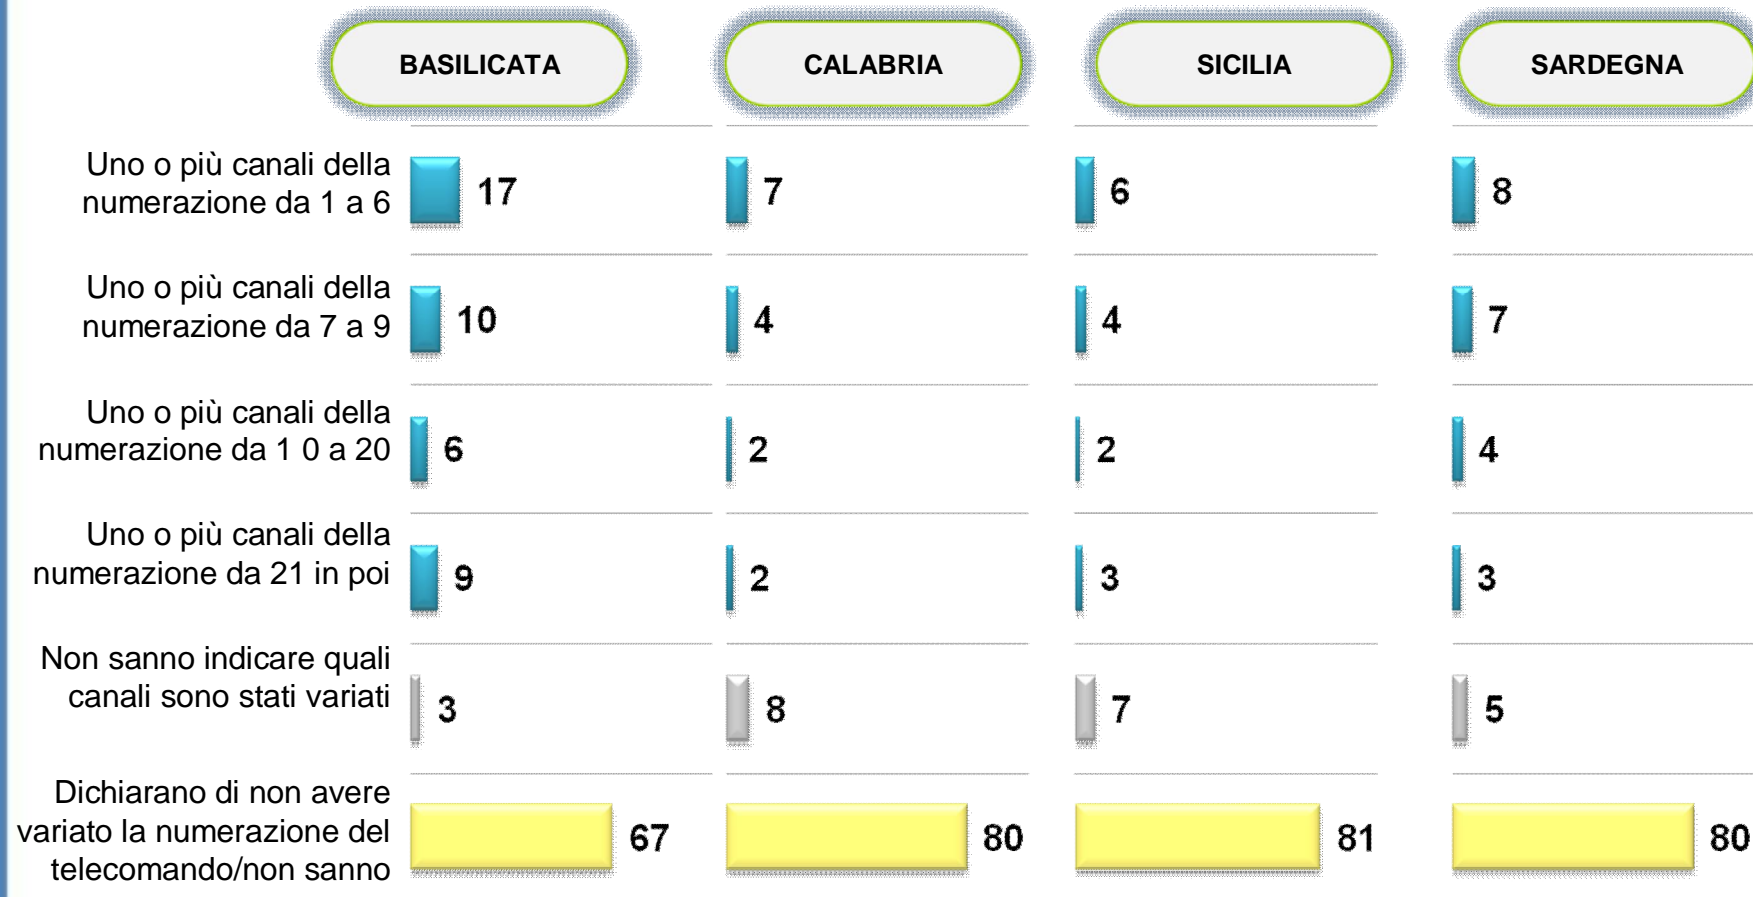 BASILICATA CALABRIA SICILIA SARDEGNA
Uno o più canali della
numerazione da 1 a 6 17 7 6 8
Uno o più canali della
numerazione da 7 a 9 10 4 4 7
Uno o più canali della
numerazione da 1 0 a 20 6 2 2 4
Uno o più canali della
numerazione da 21 in poi 9 2 3 3
Non sanno indicare quali
canali sono stati variati 3 8 7 5
Dichiarano di non avere
variato la numerazione del 67 80 81 80
telecomando/non sanno